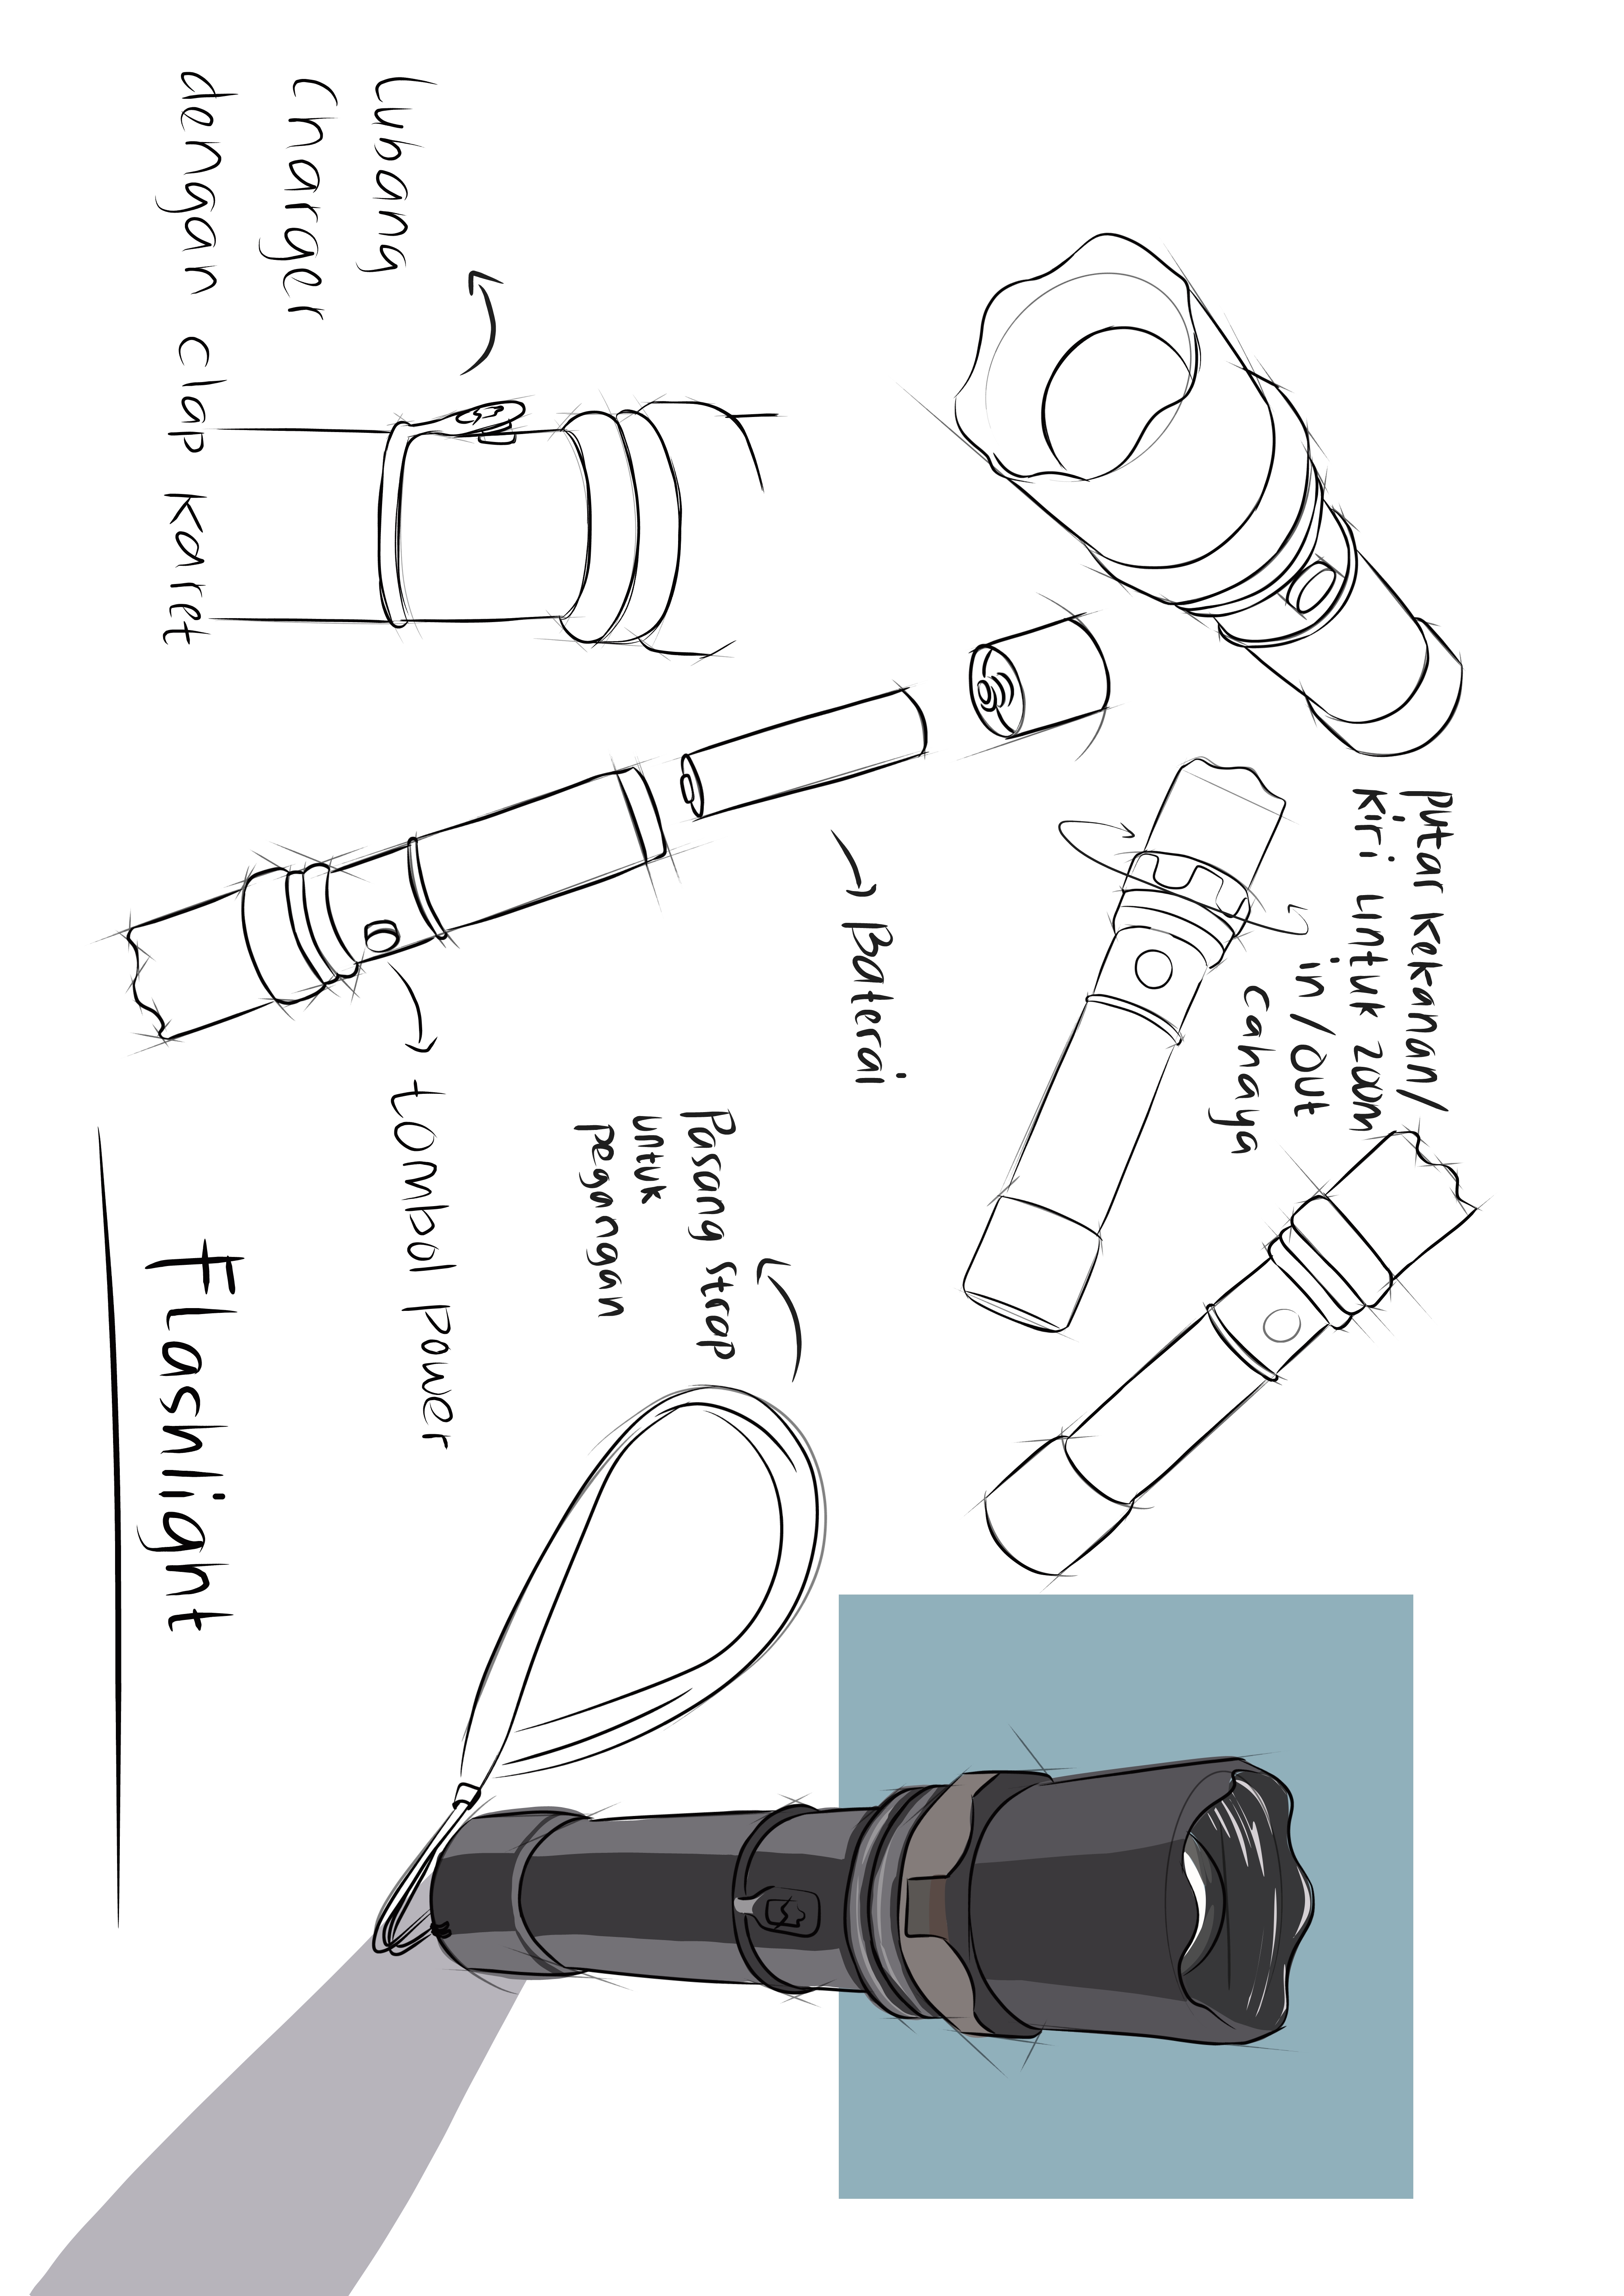 Putar kekanan/
kiri untuk zoom
in/out
cahaya
Baterai
Pasang strap
untuk
pegangan
tombol power
Lubang
Charger
dengan clap karet
Flashlight